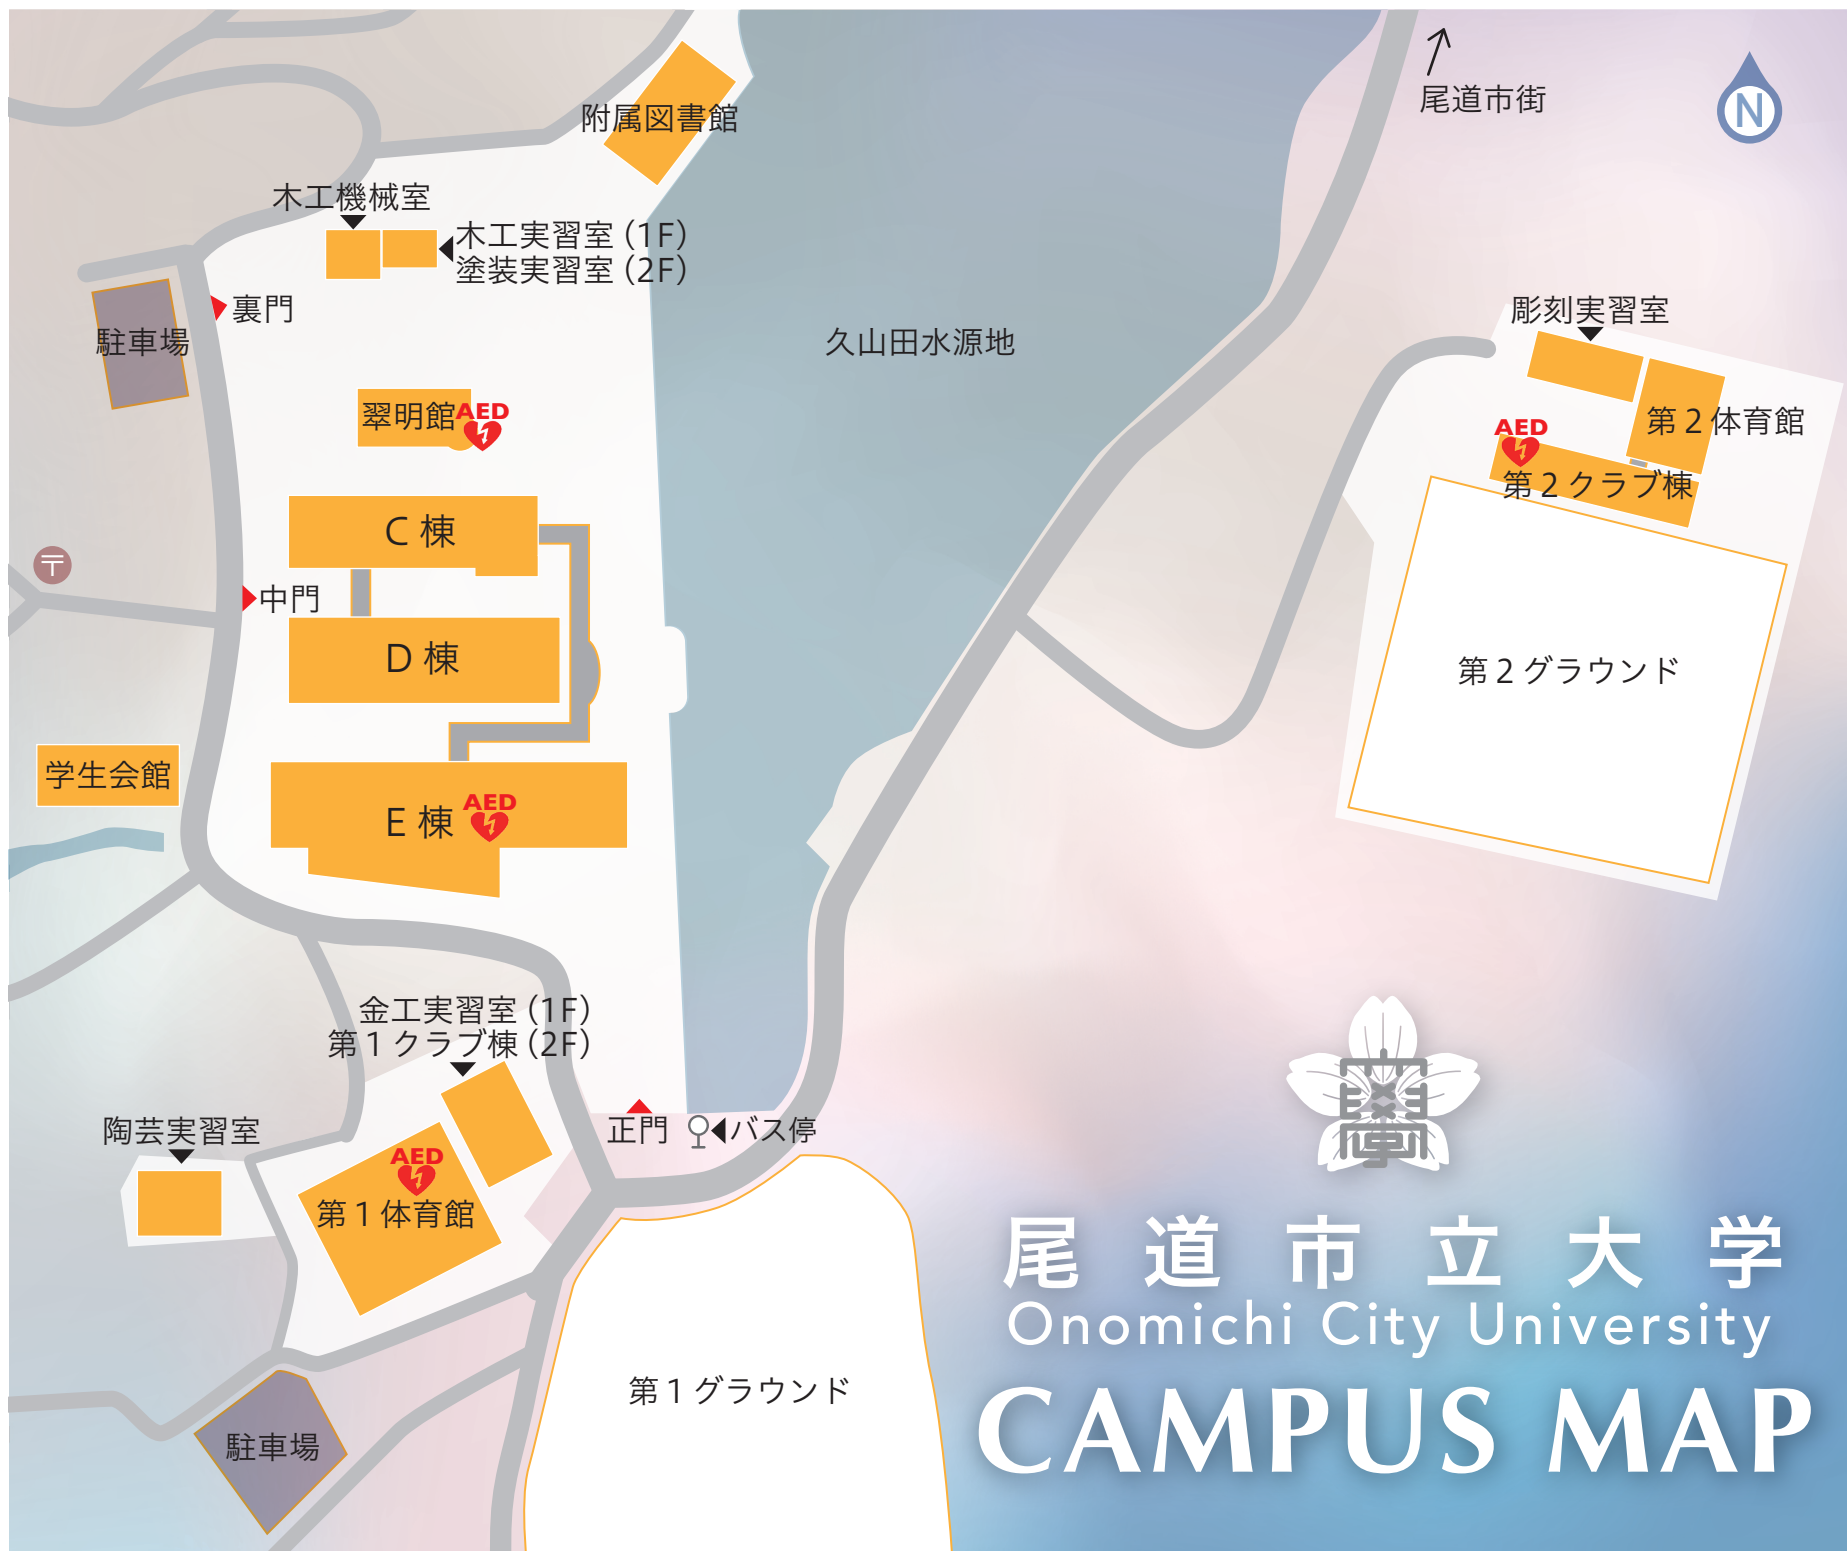 尾道市街
N
附属図書館
木工機械室
木工実習室（1F）
塗装実習室（2F）
裏門
駐車場
久山田水源地
彫刻実習室
翠明館
AED
AED
第2体育館
第2クラブ棟
C棟
〒
中門
D棟
第2グラウンド
学生会館
E棟
AED
金工実習室（1F）
第1クラブ棟（2F）
陶芸実習室
正門
バス停
AED
第1体育館
尾道市立大学
Onomichi City University
第1グラウンド
CAMPUS MAP
駐車場